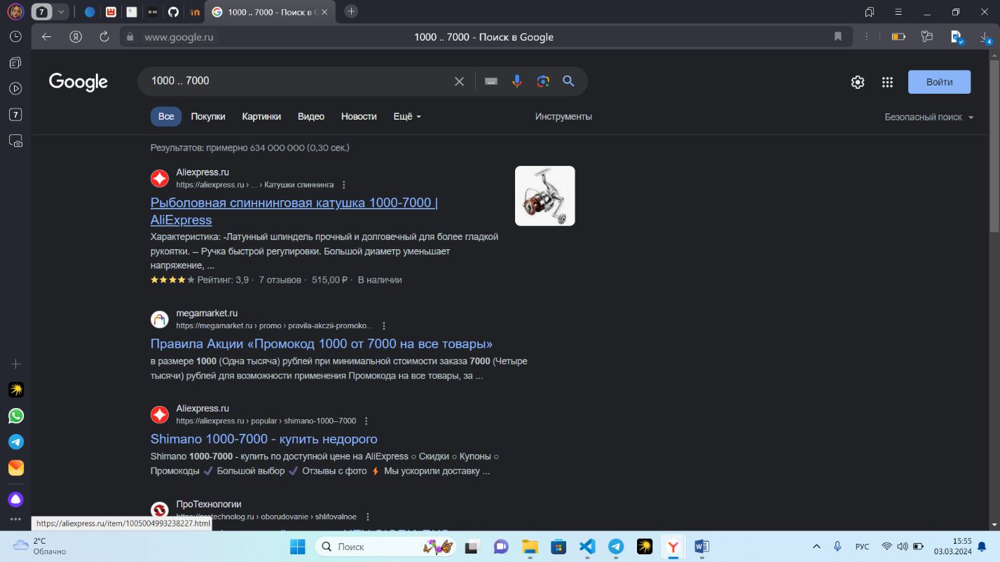 7
1000 .. 7000 - Поиск в G
www.google.ru
1000 .. 7000 - Поиск в Google
4
7
Google
1000 .. 7000
Войти
Все
Покупки
Картинки
Видео
Новости
Ещё
Инструменты
Безопасный поиск
Результатов: примерно 634 000 000 (0,30 сек.)
Aliexpress.ru
https://aliexpress.ru › ... › Катушки спиннинга
Рыболовная спиннинговая катушка 1000-7000 |
AliExpress
Характеристика: -Латунный шпиндель прочный и долговечный для более гладкой
рукоятки. -- Ручка быстрой регулировки. Большой диаметр уменьшает
напряжение, ...
Рейтинг: 3,9 · 7 отзывов · 515,00 ₽ · В наличии
megamarket.ru
https://megamarket.ru › promo › pravila-akczii-promoko...
Правила Акции «Промокод 1000 от 7000 на все товары»
в размере 1000 (Одна тысяча) рублей при минимальной стоимости заказа 7000 (Четыре
тысячи) рублей для возможности применения Промокода на все товары, за ...
Aliexpress.ru
https://aliexpress.ru › popular › shimano-1000--7000
Shimano 1000-7000 - купить недорого
Shimano 1000-7000 - купить по доступной цене на AliExpress ○ Скидки ○ Купоны ○
Промокоды ✓ Большой выбор ✓ Отзывы с фото ⚡ Мы ускорили доставку ...
ПроТехнологии
https://protechnolog.ru › oborudovanie › shlifovalnoe
https://aliexpress.ru/item/1005004993238227.html
2°C
Облачно
Поиск
РУС
15:55
03.03.2024